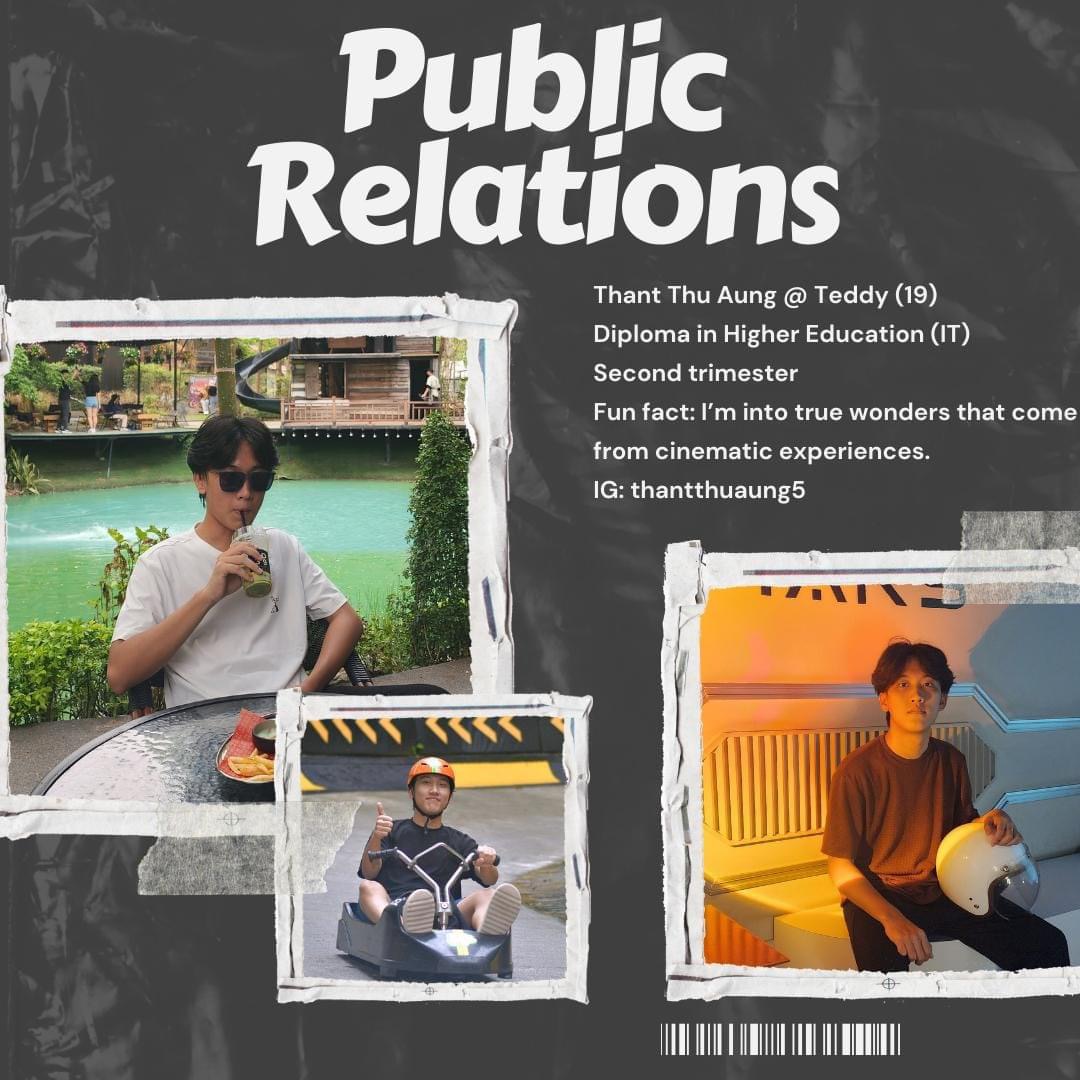 Public
Relations
Thant Thu Aung @ Teddy (19)
Diploma in Higher Education (IT)
Second trimester
Fun fact: I’m into true wonders that come
from cinematic experiences.
IG: thantthuaung5